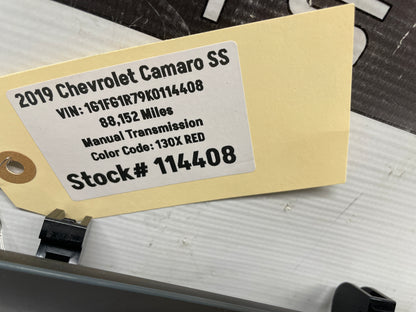 2019 Chevrolet Camaro SS
VIN: 1G1FG1R79K0114408
88,152 Miles
Manual Transmission
Color Code: 130X RED
Stock# 114408